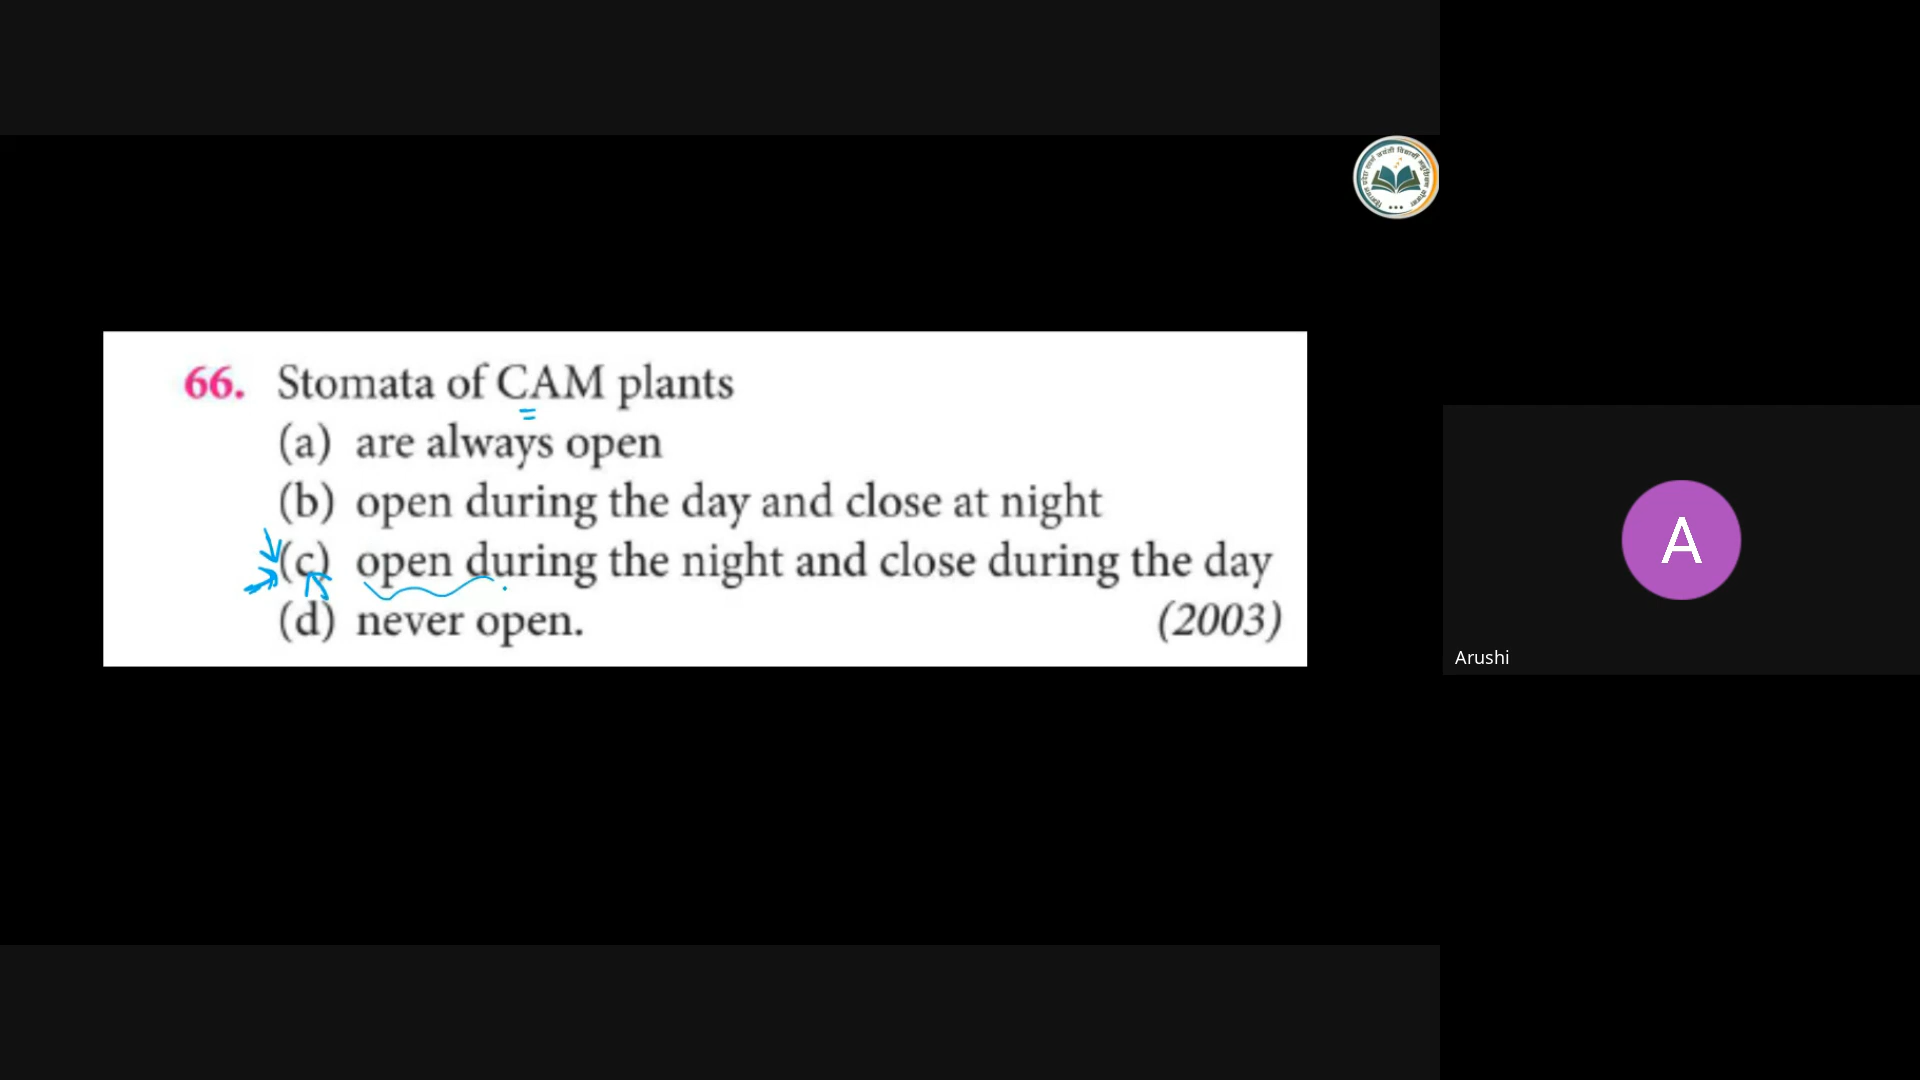 66. Stomata of CAM plants
(a) are always open
(b) open during the day and close at night
(c) open during the night and close during the day
(d) never open. (2003)
A
Arushi